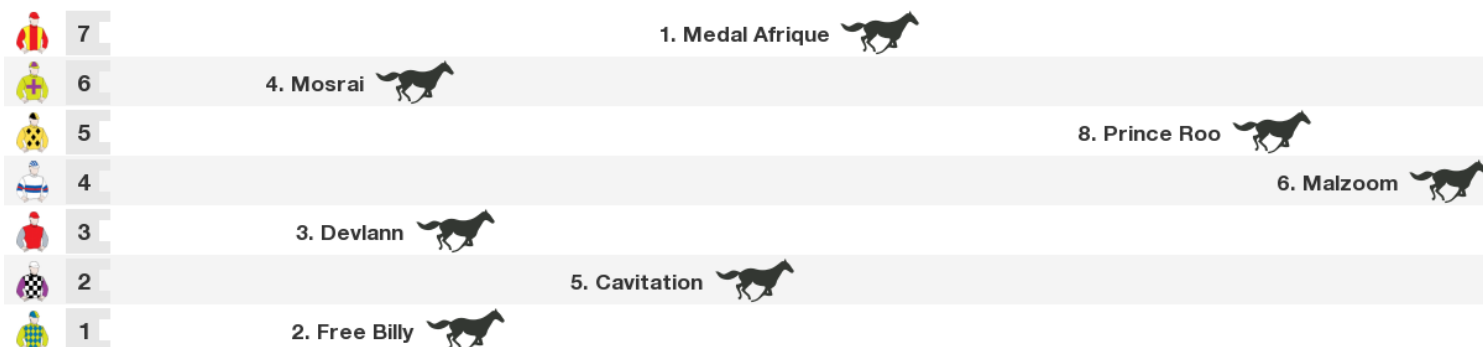 7 1. Medal Afrique
6 4. Mosrai
5 8. Prince Roo
4 6. Malzoom
3 3. Devlann
2 5. Cavitation
1 2. Free Billy